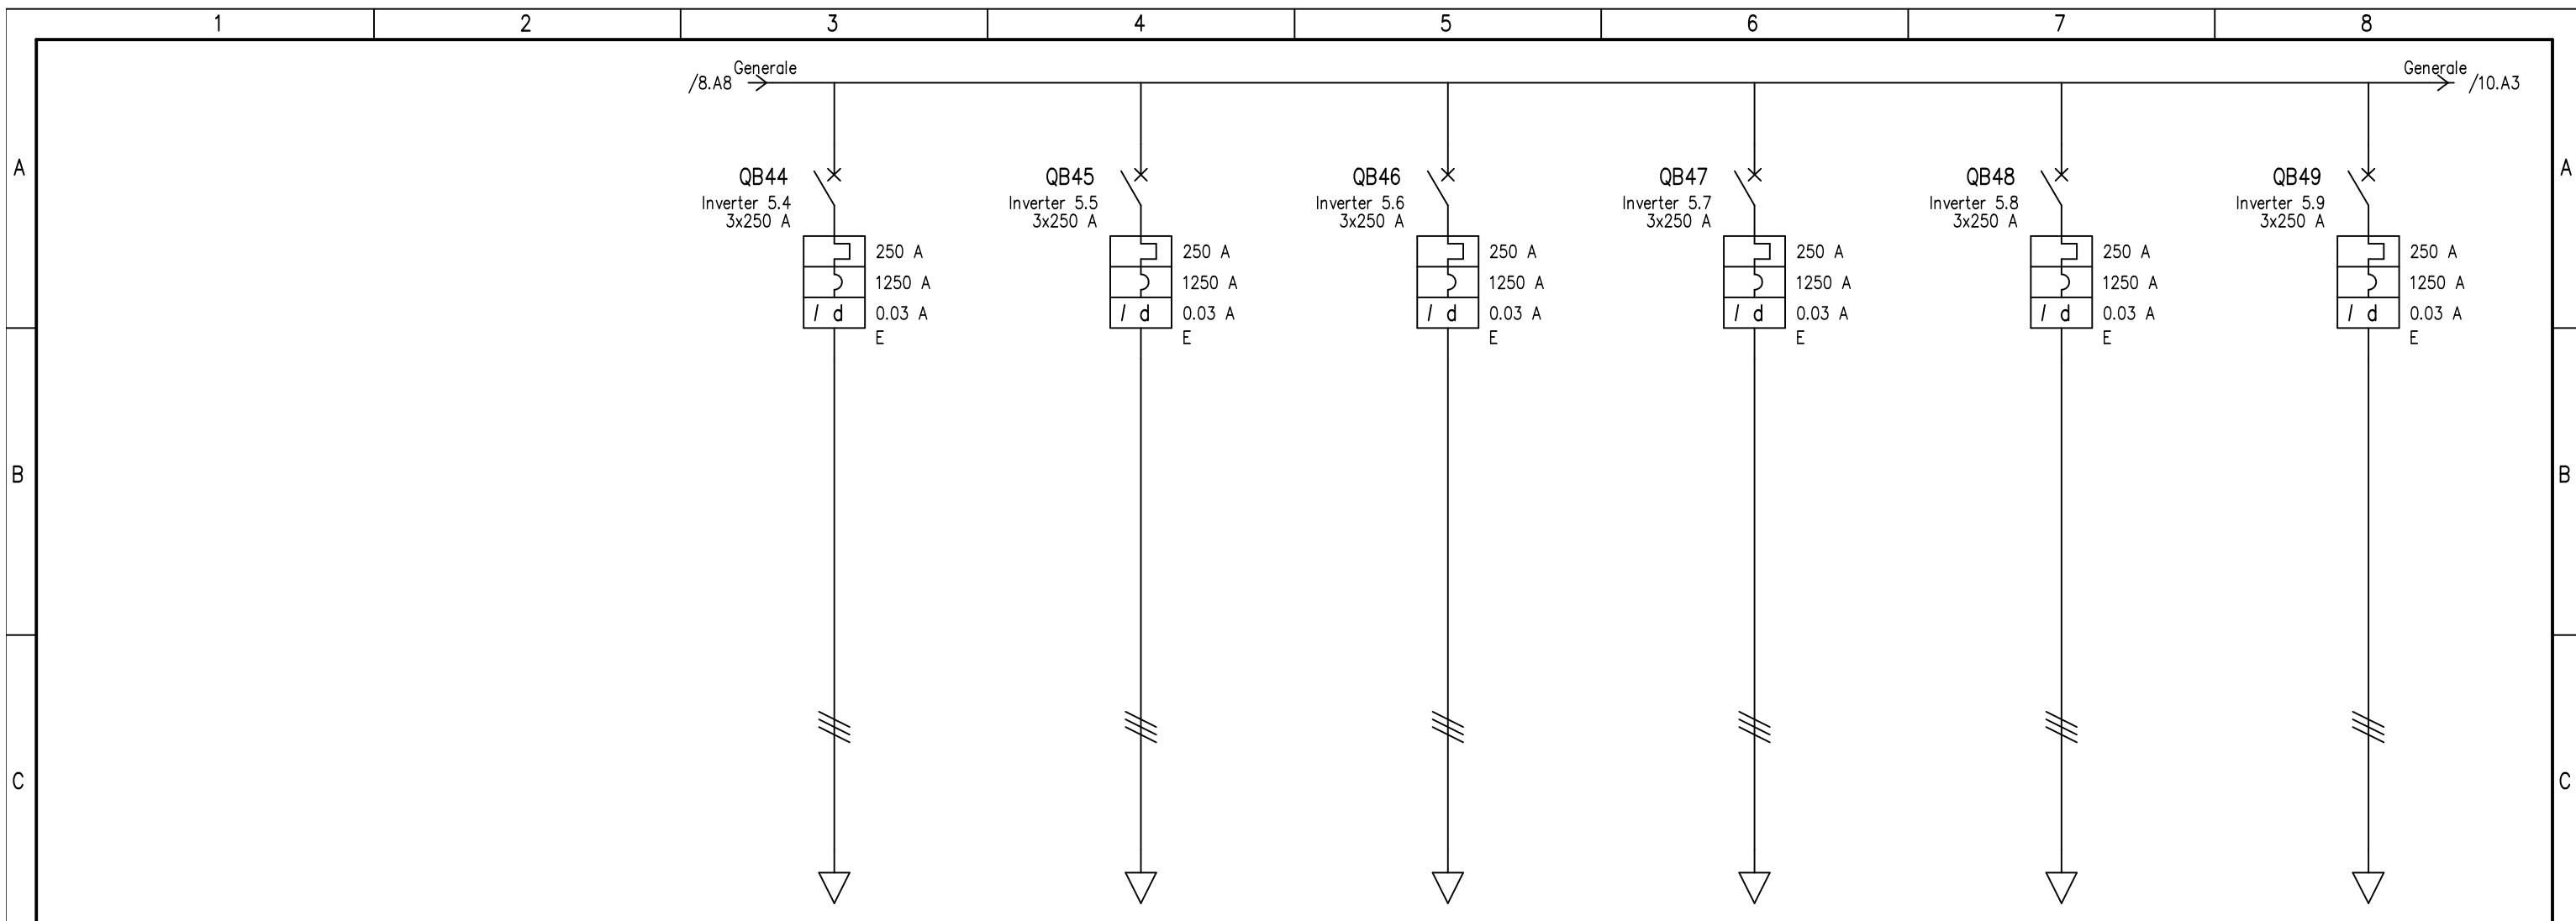 1 2 3 4 5 6 7 8
Generale Generale
/8.A8 /10.A3
A A
QB44 QB45 QB46 QB47 QB48 QB49
Inverter 5.4 Inverter 5.5 Inverter 5.6 Inverter 5.7 Inverter 5.8 Inverter 5.9
3x250 A 3x250 A 3x250 A 3x250 A 3x250 A 3x250 A
250 A 250 A 250 A 250 A 250 A 250 A
1250 A 1250 A 1250 A 1250 A 1250 A 1250 A
I d 0.03 A I d 0.03 A I d 0.03 A I d 0.03 A I d 0.03 A I d 0.03 A
E E E E E E
B B
C C